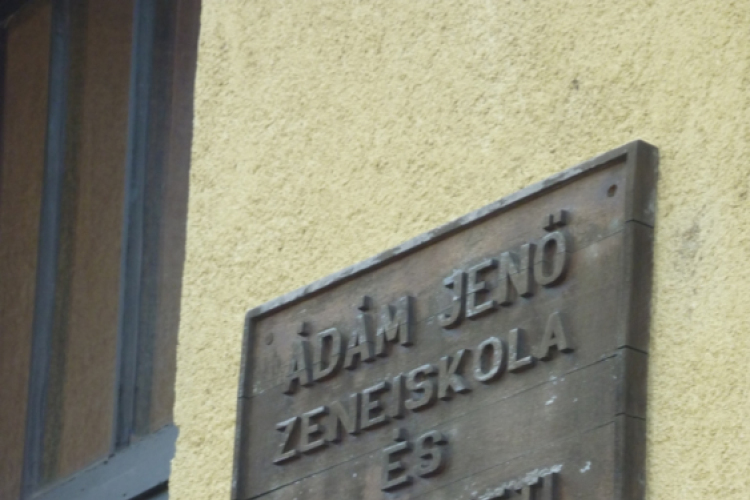 ÁDÁM JENŐ
ZENEISKOLA
ÉS